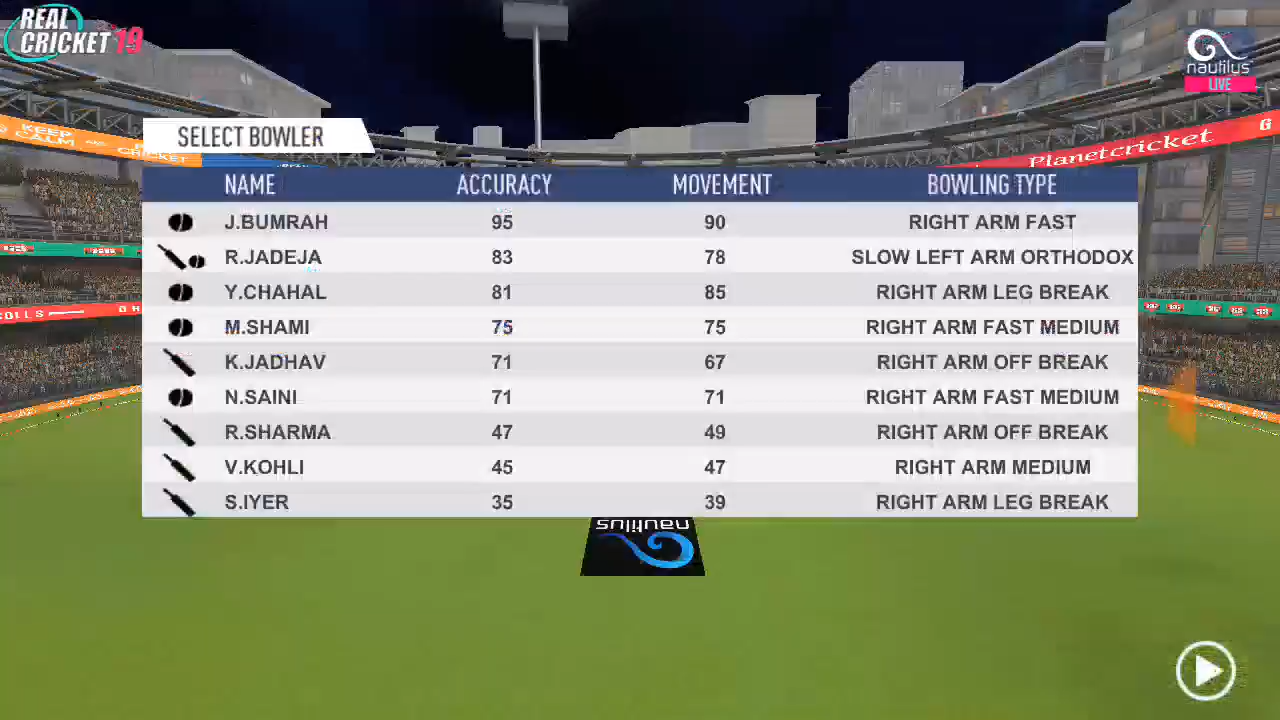 REAL
CRICKET 19
nautilus
LIVE
KEEP
CALM
CRICKET
Planetcricket
SELECT BOWLER
NAME ACCURACY MOVEMENT BOWLING TYPE
J.BUMRAH 95 90 RIGHT ARM FAST
R.JADEJA 83 78 SLOW LEFT ARM ORTHODOX
Y.CHAHAL 81 85 RIGHT ARM LEG BREAK
M.SHAMI 75 75 RIGHT ARM FAST MEDIUM
K.JADHAV 71 67 RIGHT ARM OFF BREAK
N.SAINI 71 71 RIGHT ARM FAST MEDIUM
R.SHARMA 47 49 RIGHT ARM OFF BREAK
V.KOHLI 45 47 RIGHT ARM MEDIUM
S.IYER 35 39 RIGHT ARM LEG BREAK
nautilus